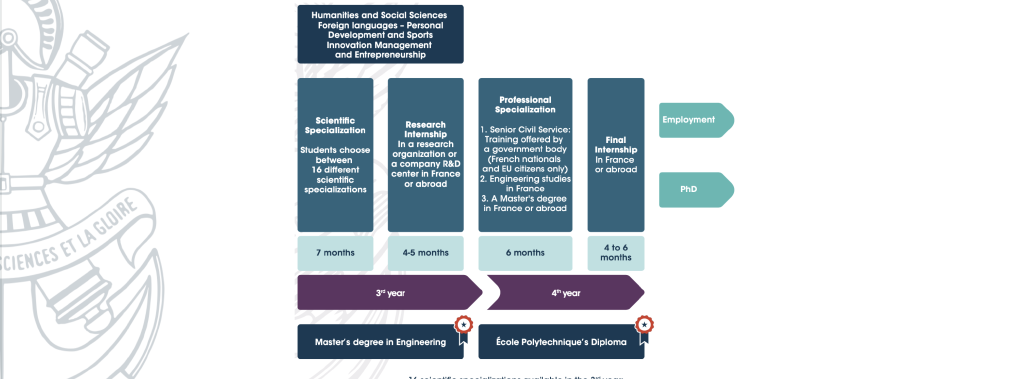 Humanities and Social Sciences
Foreign languages – Personal
Development and Sports
Innovation Management
and Entrepreneurship
Scientific
Specialization
Students choose
between
16 different
scientific
specializations
Research
Internship
In a research
organization or
a company R&D
center in France
or abroad
Professional
Specialization
1. Senior Civil Service:
Training offered by
a government body
(French nationals
and EU citizens only)
2. Engineering studies
in France
3. A Master's degree
in France or abroad
Final
Internship
In France
or abroad
Employment
PhD
7 months
4-5 months
6 months
4 to 6
months
3rd year
4th year
Master's degree in Engineering
École Polytechnique's Diploma
SCIENCES ET LA GLOIRE